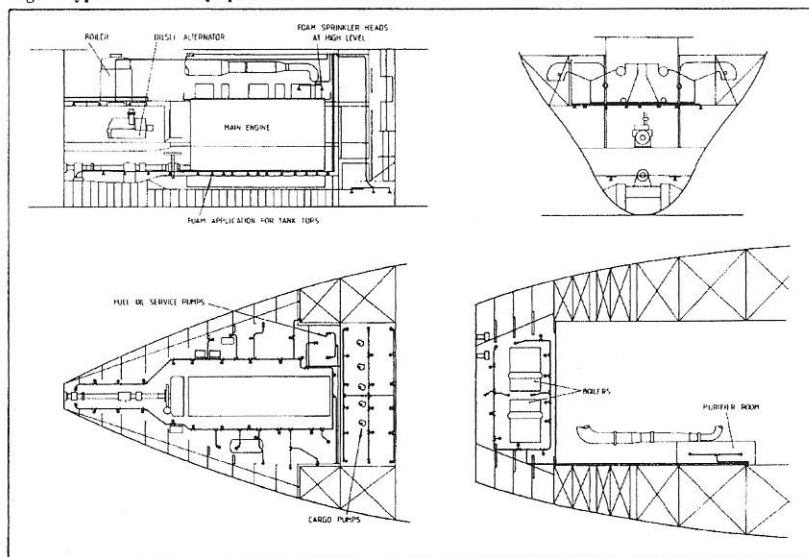 BOILER
DIESEL ALTERNATOR
FOAM SPRINKLER HEADS
AT HIGH LEVEL
MAIN ENGINE
FOAM APPLICATION FOR TANK TOPS
FUEL OIL SERVICE PUMPS
BOILERS
PURIFIER ROOM
CARGO PUMPS